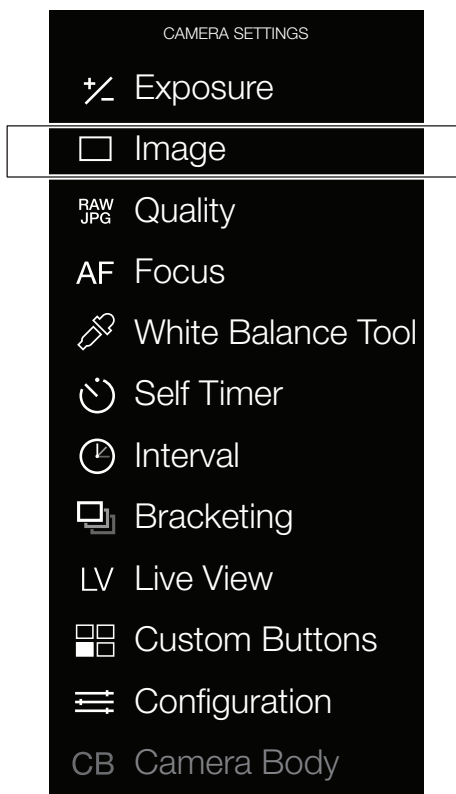 CAMERA SETTINGS
Exposure
Image
RAW JPG Quality
AF Focus
White Balance Tool
Self Timer
Interval
Bracketing
LV Live View
Custom Buttons
Configuration
CB Camera Body